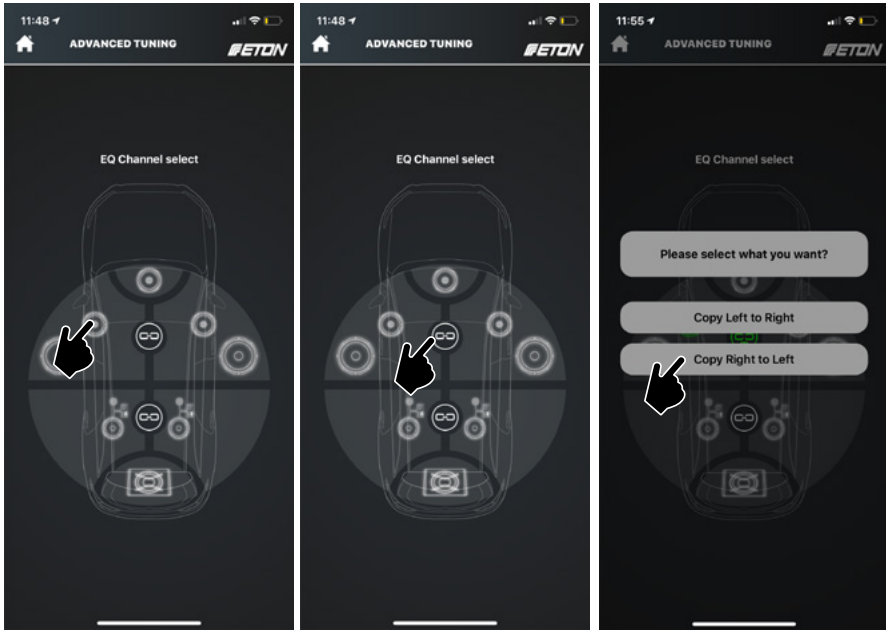 11:48
ADVANCED TUNING
ETON
EQ Channel select
11:48
ADVANCED TUNING
ETON
EQ Channel select
11:55
ADVANCED TUNING
ETON
EQ Channel select
Please select what you want?
Copy Left to Right
Copy Right to Left